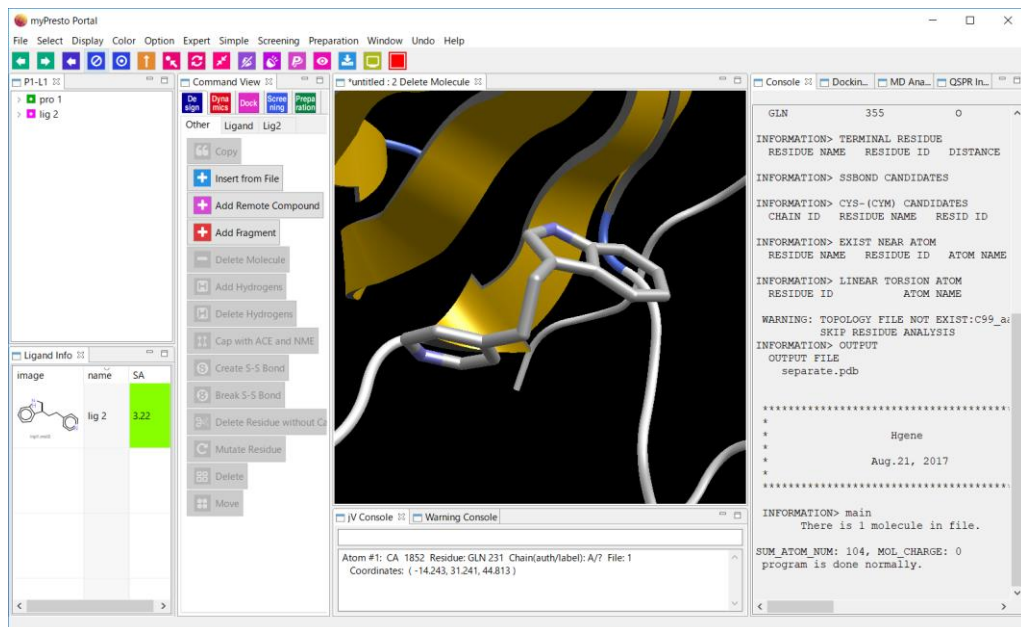 myPresto Portal
File Select Display Color Option Expert Simple Screening Preparation Window Undo Help
P1-L1
pro 1
lig 2
Ligand Info
image name SA
lig 2 3.22
Command View
De sign
Dyna mics
Dock
Scree ning
Prepa ration
Other Ligand Lig2
Copy
Insert from File
Add Remote Compound
Add Fragment
Delete Molecule
Add Hydrogens
Delete Hydrogens
Cap with ACE and NME
Create S-S Bond
Break S-S Bond
Delete Residue without Ca
Mutate Residue
Delete
Move
*untitled : 2 Delete Molecule
jV Console Warning Console
Atom #1: CA 1852 Residue: GLN 231 Chain(auth/label): A/? File: 1
Coordinates: ( -14.243, 31.241, 44.813 )
Console Dockin... MD Ana... QSPR In...
GLN 355 O
INFORMATION> TERMINAL RESIDUE
RESIDUE NAME RESIDUE ID DISTANCE
INFORMATION> SSBOND CANDIDATES
INFORMATION> CYS-(CYM) CANDIDATES
CHAIN ID RESIDUE NAME RESID ID
INFORMATION> EXIST NEAR ATOM
RESIDUE NAME RESIDUE ID ATOM NAME
INFORMATION> LINEAR TORSION ATOM
RESIDUE ID ATOM NAME
WARNING: TOPOLOGY FILE NOT EXIST:C99_aa
SKIP RESIDUE ANALYSIS
INFORMATION> OUTPUT
OUTPUT FILE
separate.pdb
**************************************
*
* Hgene
*
* Aug.21, 2017
*
**************************************
INFORMATION> main
There is 1 molecule in file.
SUM_ATOM_NUM: 104, MOL_CHARGE: 0
program is done normally.